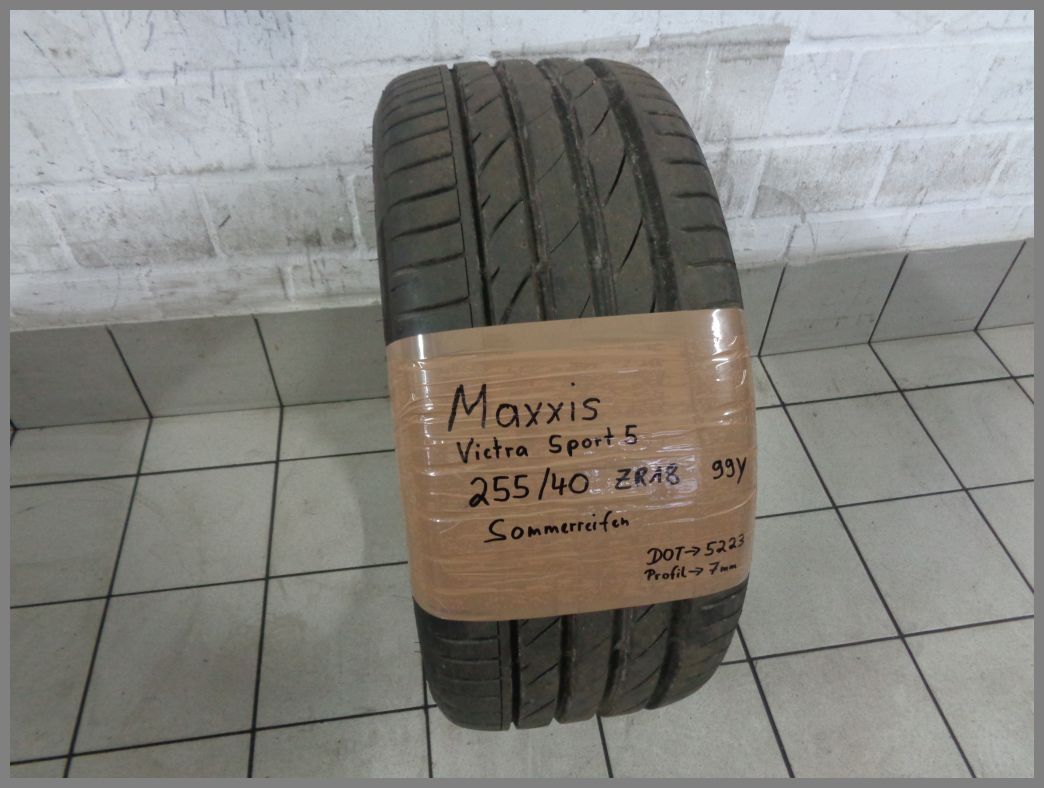 Maxxis
Victra Sport 5
255/40 ZR18 99Y
Sommerreifen
DOT→5223
Profil→7mm